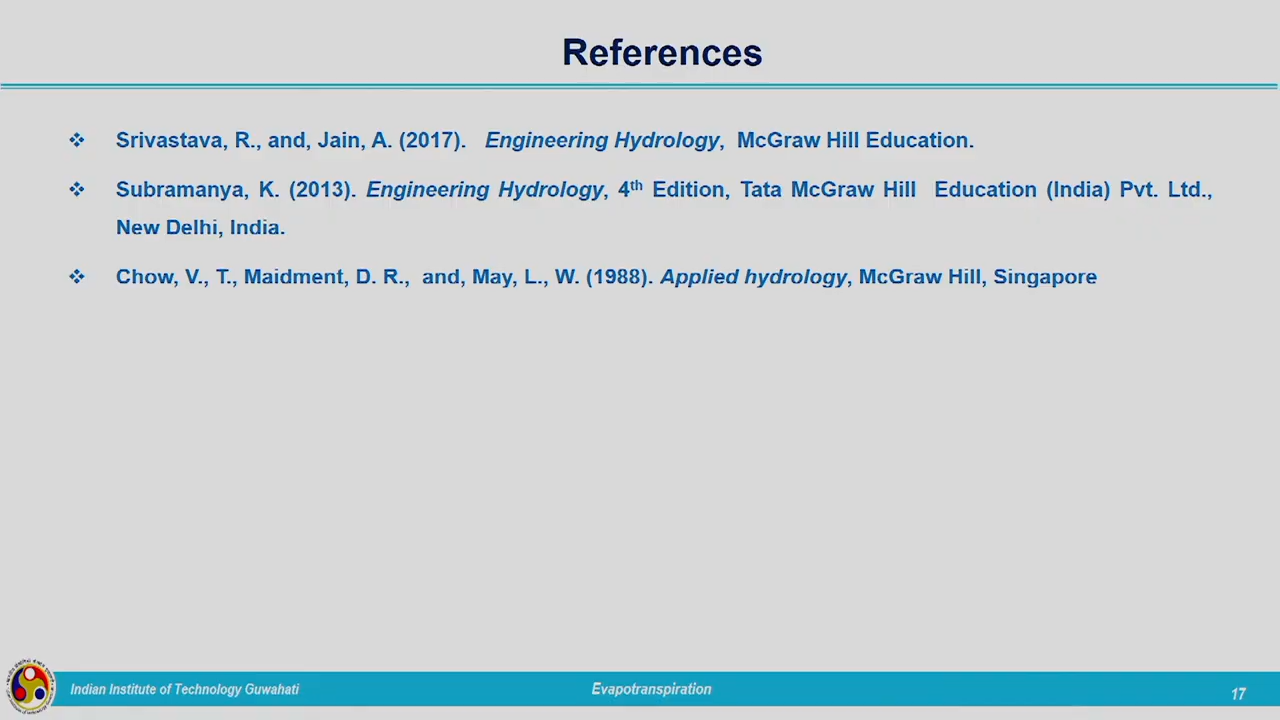 References
❖ Srivastava, R., and, Jain, A. (2017). Engineering Hydrology, McGraw Hill Education.
❖ Subramanya, K. (2013). Engineering Hydrology, 4th Edition, Tata McGraw Hill Education (India) Pvt. Ltd.,
New Delhi, India.
❖ Chow, V., T., Maidment, D. R., and, May, L., W. (1988). Applied hydrology, McGraw Hill, Singapore
Indian Institute of Technology Guwahati
Evapotranspiration
17